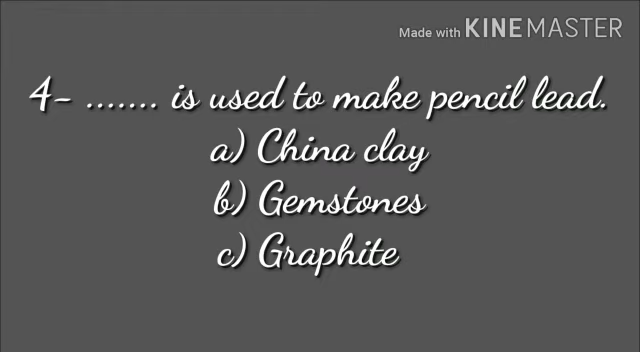 Made with KINEMASTER
4- ....... is used to make pencil lead.
a) China clay
b) Gemstones
c) Graphite